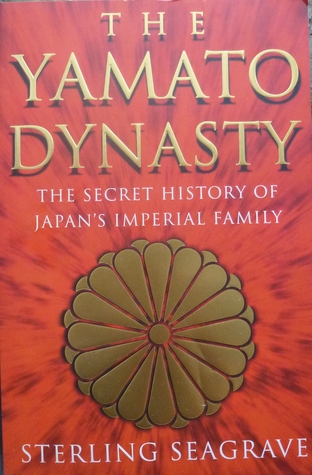 THE
YAMATO
DYNASTY
THE SECRET HISTORY OF
JAPAN'S IMPERIAL FAMILY
STERLING SEAGRAVE